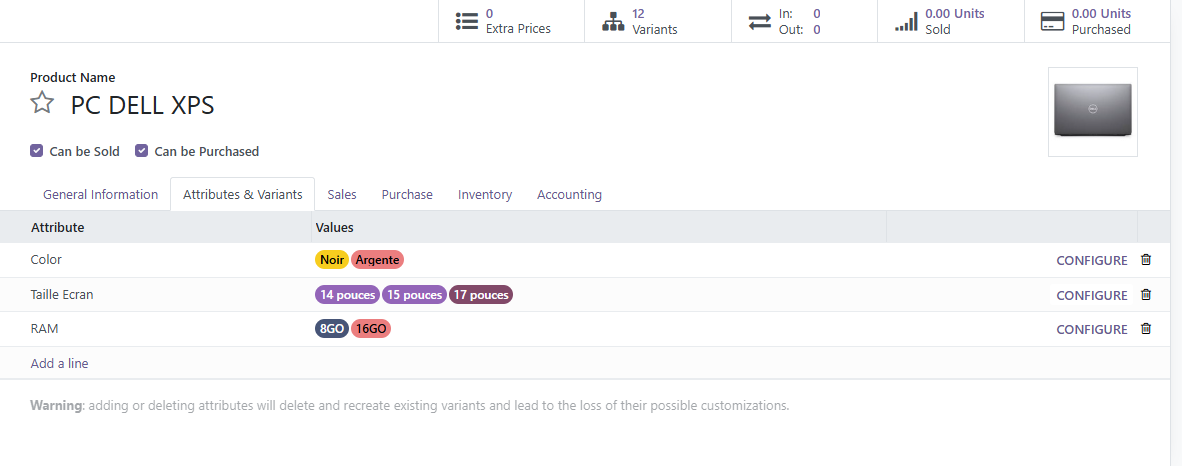 0
Extra Prices
12
Variants
In: 0
Out: 0
0.00 Units
Sold
0.00 Units
Purchased
Product Name
PC DELL XPS
Can be Sold Can be Purchased
General Information Attributes & Variants Sales Purchase Inventory Accounting
Attribute Values
Color Noir Argente CONFIGURE
Taille Ecran 14 pouces 15 pouces 17 pouces CONFIGURE
RAM 8GO 16GO CONFIGURE
Add a line
Warning: adding or deleting attributes will delete and recreate existing variants and lead to the loss of their possible customizations.